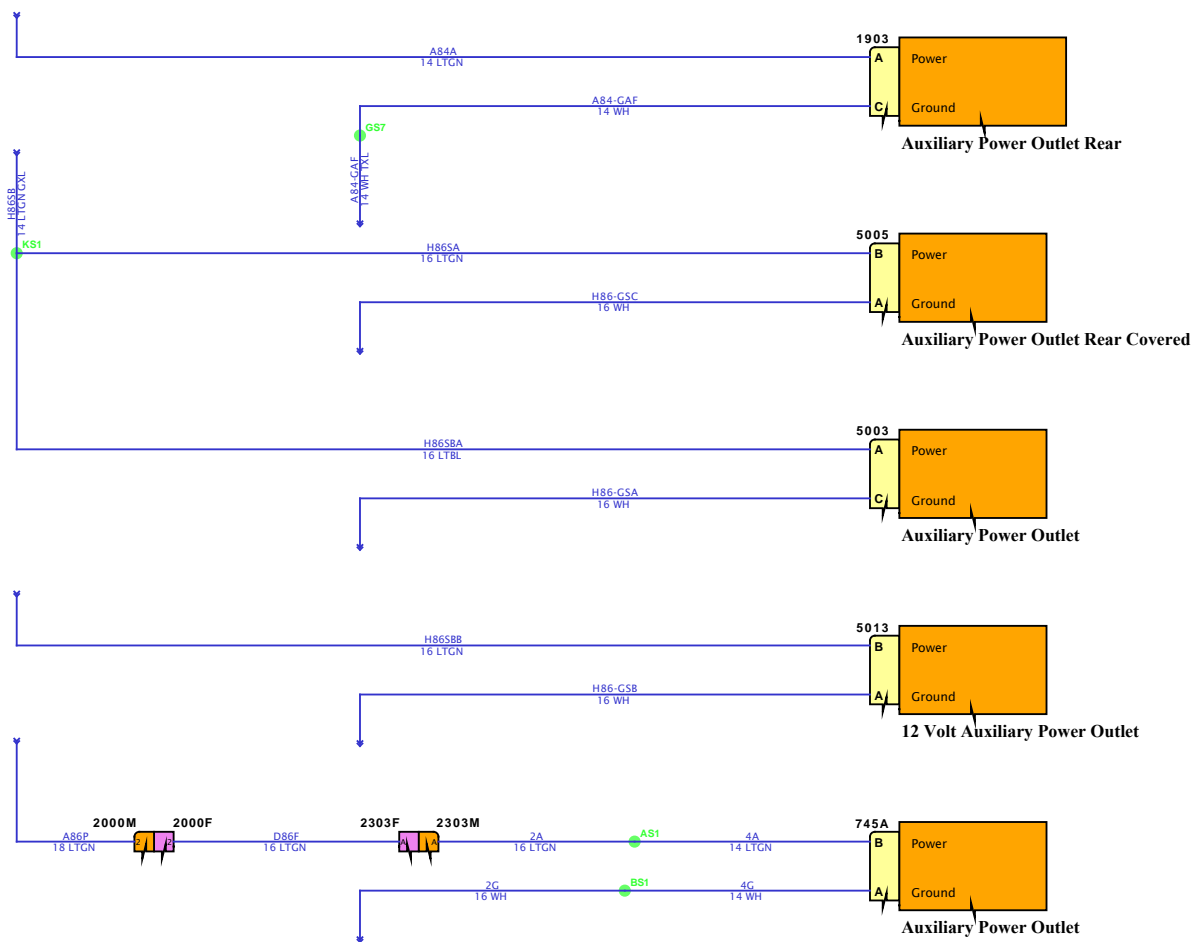 1903
A84A
14 LTGN
A
Power
A84-GAF
14 WH
C
Ground
GS7
Auxiliary Power Outlet Rear
A84-GAF
14 WH TXL
H86SB
14 LTGN GXL
KS1
5005
H86SA
16 LTGN
B
Power
H86-GSC
16 WH
A
Ground
Auxiliary Power Outlet Rear Covered
5003
H86SBA
16 LTBL
A
Power
H86-GSA
16 WH
C
Ground
Auxiliary Power Outlet
5013
H86SBB
16 LTGN
B
Power
H86-GSB
16 WH
A
Ground
12 Volt Auxiliary Power Outlet
2000M
2000F
2303F
2303M
745A
A86P
18 LTGN
2
2
D86F
16 LTGN
A
A
2A
16 LTGN
AS1
4A
14 LTGN
B
Power
2G
16 WH
BS1
4G
14 WH
A
Ground
Auxiliary Power Outlet